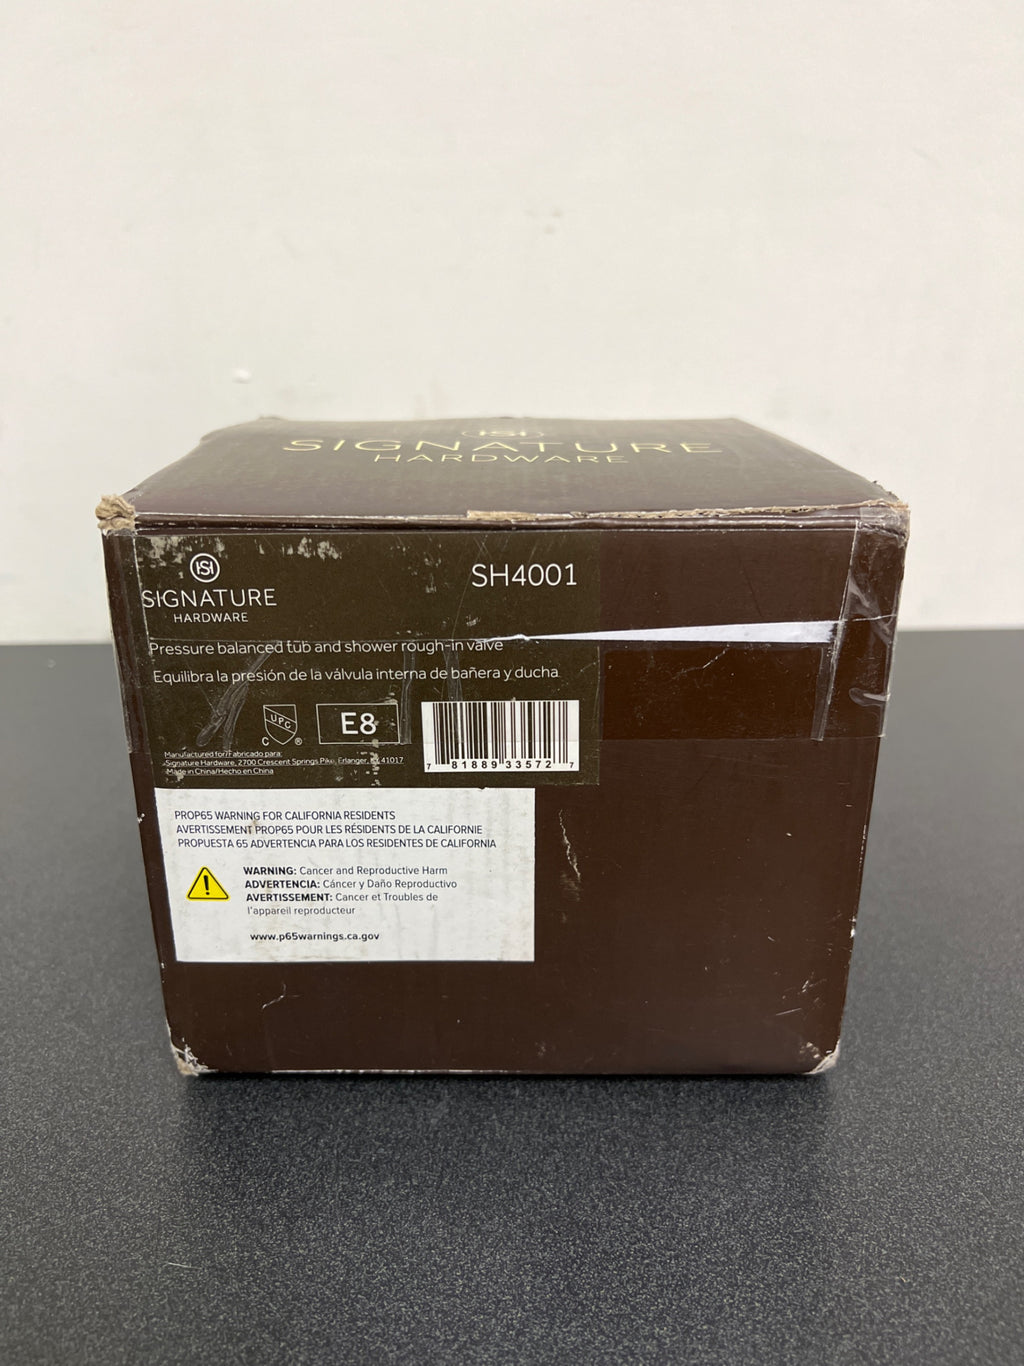 SIGNATURE
HARDWARE
SIGNATURE
HARDWARE
SH4001
Pressure balanced tub and shower rough-in valve
Equilibra la presión de la válvula interna de bañera y ducha
UPC
C ®
E8
Manufactured for/Fabricado para:
Signature Hardware, 2700 Crescent Springs Pike, Erlanger, KY 41017
Made in China/Hecho en China
7 81889 33572 7
PROP65 WARNING FOR CALIFORNIA RESIDENTS
AVERTISSEMENT PROP65 POUR LES RÉSIDENTS DE LA CALIFORNIE
PROPUESTA 65 ADVERTENCIA PARA LOS RESIDENTES DE CALIFORNIA
WARNING: Cancer and Reproductive Harm
ADVERTENCIA: Cáncer y Daño Reproductivo
AVERTISSEMENT: Cancer et Troubles de
l'appareil reproducteur
www.p65warnings.ca.gov